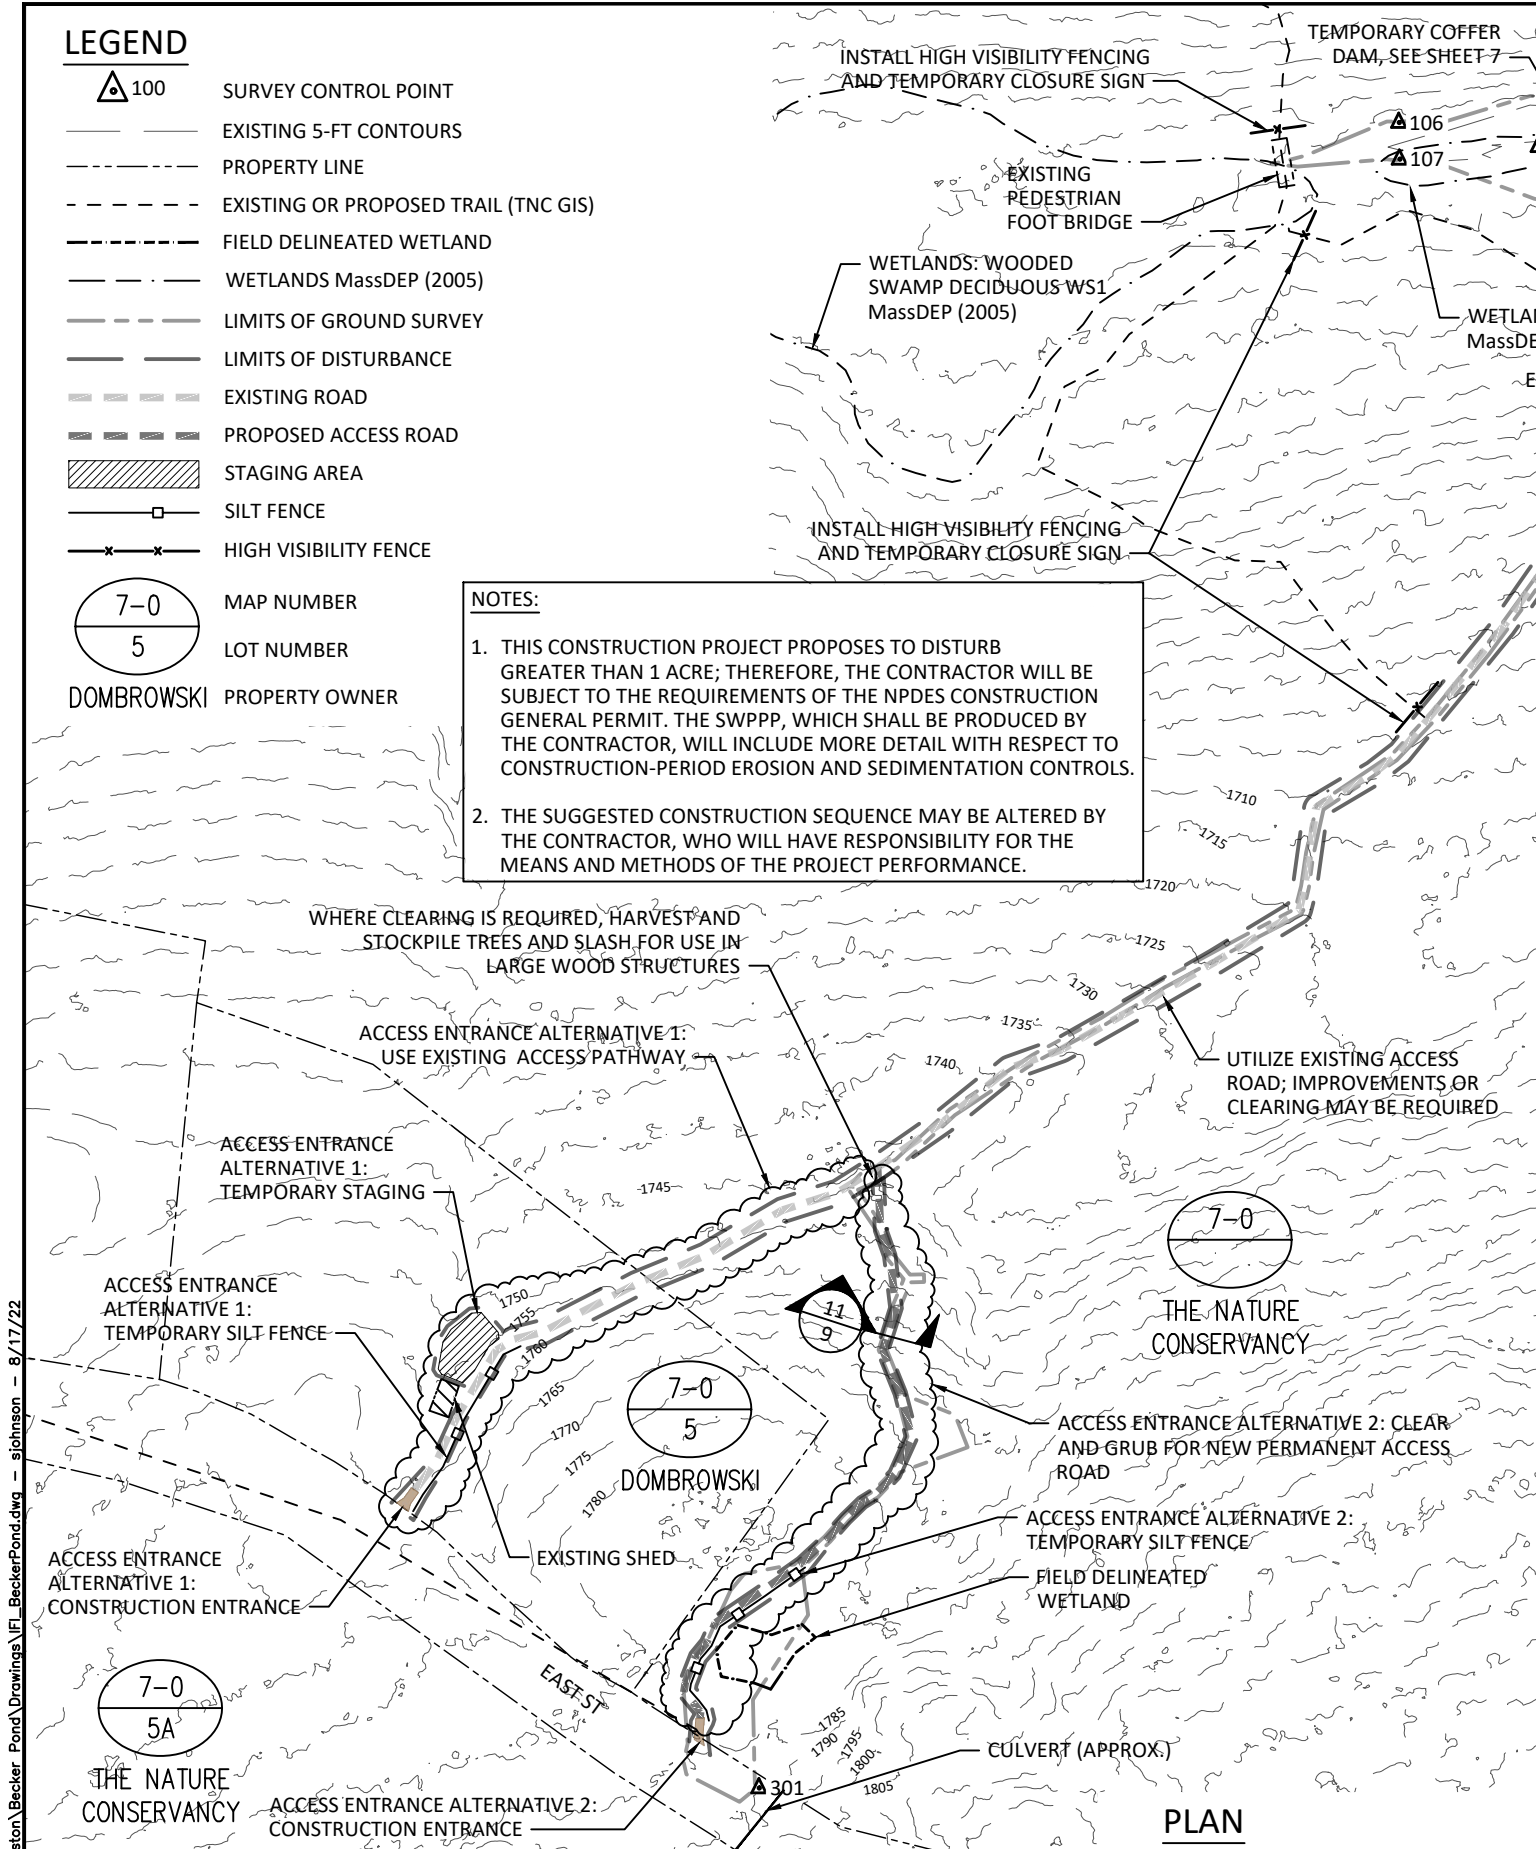 LEGEND
100
SURVEY CONTROL POINT
EXISTING 5-FT CONTOURS
PROPERTY LINE
EXISTING OR PROPOSED TRAIL (TNC GIS)
FIELD DELINEATED WETLAND
WETLANDS MassDEP (2005)
LIMITS OF GROUND SURVEY
LIMITS OF DISTURBANCE
EXISTING ROAD
PROPOSED ACCESS ROAD
STAGING AREA
SILT FENCE
HIGH VISIBILITY FENCE
7-0
MAP NUMBER
5
LOT NUMBER
DOMBROWSKI
PROPERTY OWNER
INSTALL HIGH VISIBILITY FENCING
AND TEMPORARY CLOSURE SIGN
TEMPORARY COFFER
DAM, SEE SHEET 7
106
107
EXISTING
PEDESTRIAN
FOOT BRIDGE
WETLANDS: WOODED
SWAMP DECIDUOUS WS1
MassDEP (2005)
WETLAN
MassDE
E
INSTALL HIGH VISIBILITY FENCING
AND TEMPORARY CLOSURE SIGN
NOTES:
1. THIS CONSTRUCTION PROJECT PROPOSES TO DISTURB
GREATER THAN 1 ACRE; THEREFORE, THE CONTRACTOR WILL BE
SUBJECT TO THE REQUIREMENTS OF THE NPDES CONSTRUCTION
GENERAL PERMIT. THE SWPPP, WHICH SHALL BE PRODUCED BY
THE CONTRACTOR, WILL INCLUDE MORE DETAIL WITH RESPECT TO
CONSTRUCTION-PERIOD EROSION AND SEDIMENTATION CONTROLS.
2. THE SUGGESTED CONSTRUCTION SEQUENCE MAY BE ALTERED BY
THE CONTRACTOR, WHO WILL HAVE RESPONSIBILITY FOR THE
MEANS AND METHODS OF THE PROJECT PERFORMANCE.
1710
1715
1720
1725
1730
1735
1740
WHERE CLEARING IS REQUIRED, HARVEST AND
STOCKPILE TREES AND SLASH FOR USE IN
LARGE WOOD STRUCTURES
ACCESS ENTRANCE ALTERNATIVE 1:
USE EXISTING ACCESS PATHWAY
UTILIZE EXISTING ACCESS
ROAD; IMPROVEMENTS OR
CLEARING MAY BE REQUIRED
ACCESS ENTRANCE
ALTERNATIVE 1:
TEMPORARY STAGING
1745
7-0
THE NATURE
CONSERVANCY
ACCESS ENTRANCE
ALTERNATIVE 1:
TEMPORARY SILT FENCE
1750
1755
1760
1765
1770
1775
1780
11
9
7-0
5
DOMBROWSKI
ACCESS ENTRANCE ALTERNATIVE 2: CLEAR
AND GRUB FOR NEW PERMANENT ACCESS
ROAD
ACCESS ENTRANCE ALTERNATIVE 2:
TEMPORARY SILT FENCE
EXISTING SHED
FIELD DELINEATED
WETLAND
ACCESS ENTRANCE
ALTERNATIVE 1:
CONSTRUCTION ENTRANCE
EAST ST
7-0
5A
THE NATURE
CONSERVANCY
1785
1790
1795
1800
1805
CULVERT (APPROX.)
301
ACCESS ENTRANCE ALTERNATIVE 2:
CONSTRUCTION ENTRANCE
PLAN
ston\Becker Pond\Drawings\IFI_BeckerPond.dwg - sjohnson - 8/17/22